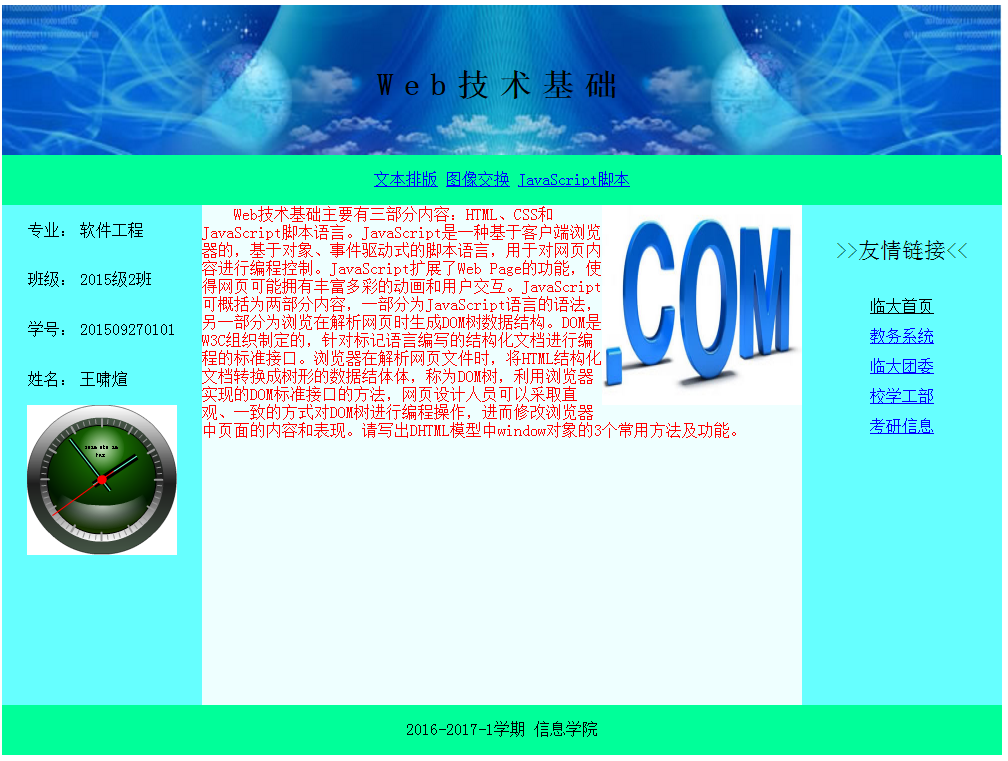 Web技术基础
文本排版 图像交换 JavaScript脚本
专业： 软件工程
班级： 2015级2班
学号： 201509270101
姓名： 王啸煊
Web技术基础主要有三部分内容：HTML、CSS和
JavaScript脚本语言。JavaScript是一种基于客户端浏览
器的，基于对象、事件驱动式的脚本语言，用于对网页内
容进行编程控制。JavaScript扩展了Web Page的功能，使
得网页可能拥有丰富多彩的动画和用户交互。JavaScript
可概括为两部分内容，一部分为JavaScript语言的语法，
另一部分为浏览在解析网页时生成DOM树数据结构。DOM是
W3C组织制定的，针对标记语言编写的结构化文档进行编
程的标准接口。浏览器在解析网页文件时，将HTML结构化
文档转换成树形的数据结体体，称为DOM树，利用浏览器
实现的DOM标准接口的方法，网页设计人员可以采取直
观、一致的方式对DOM树进行编程操作，进而修改浏览器
中页面的内容和表现。请写出DHTML模型中window对象的3个常用方法及功能。
.COM
>>友情链接<<
临大首页
教务系统
临大团委
校学工部
考研信息
2016-2017-1学期 信息学院